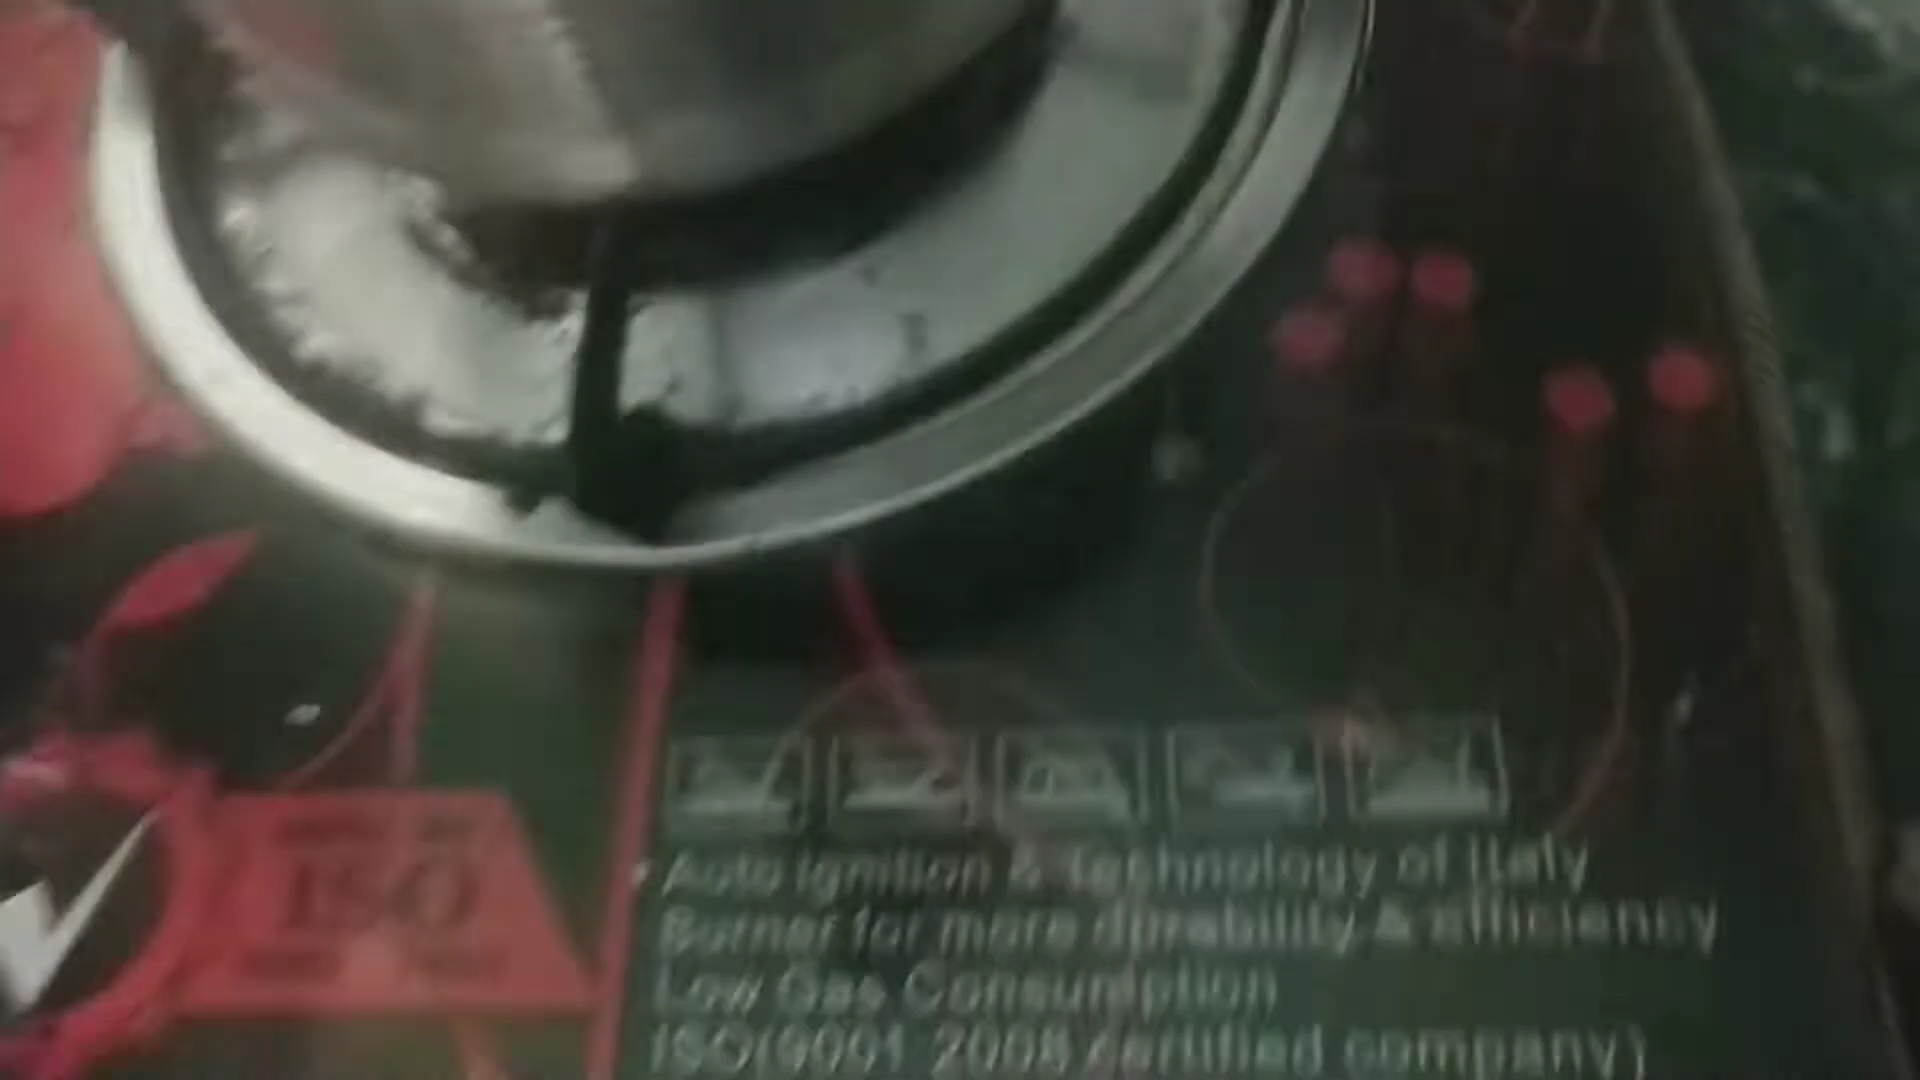 ISO
Auto Ignition & Technology of Italy
Burner for more durability & efficiency
Low Gas Consumption
ISO(9001 2008 certified company)